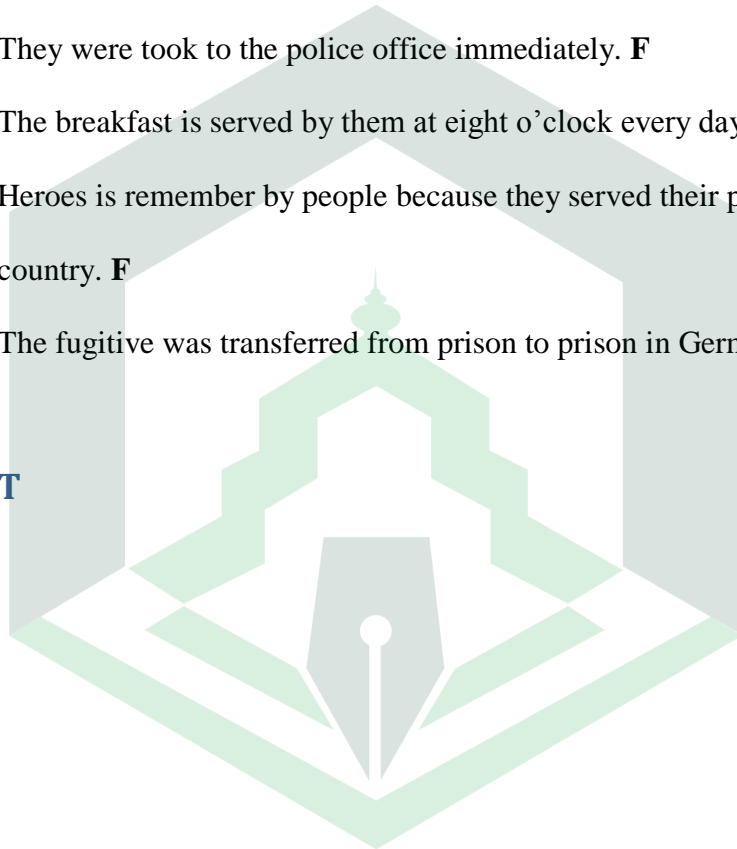 They were took to the police office immediately. F
The breakfast is served by them at eight o’clock every day
Heroes is remember by people because they served their
country. F
The fugitive was transferred from prison to prison in
T